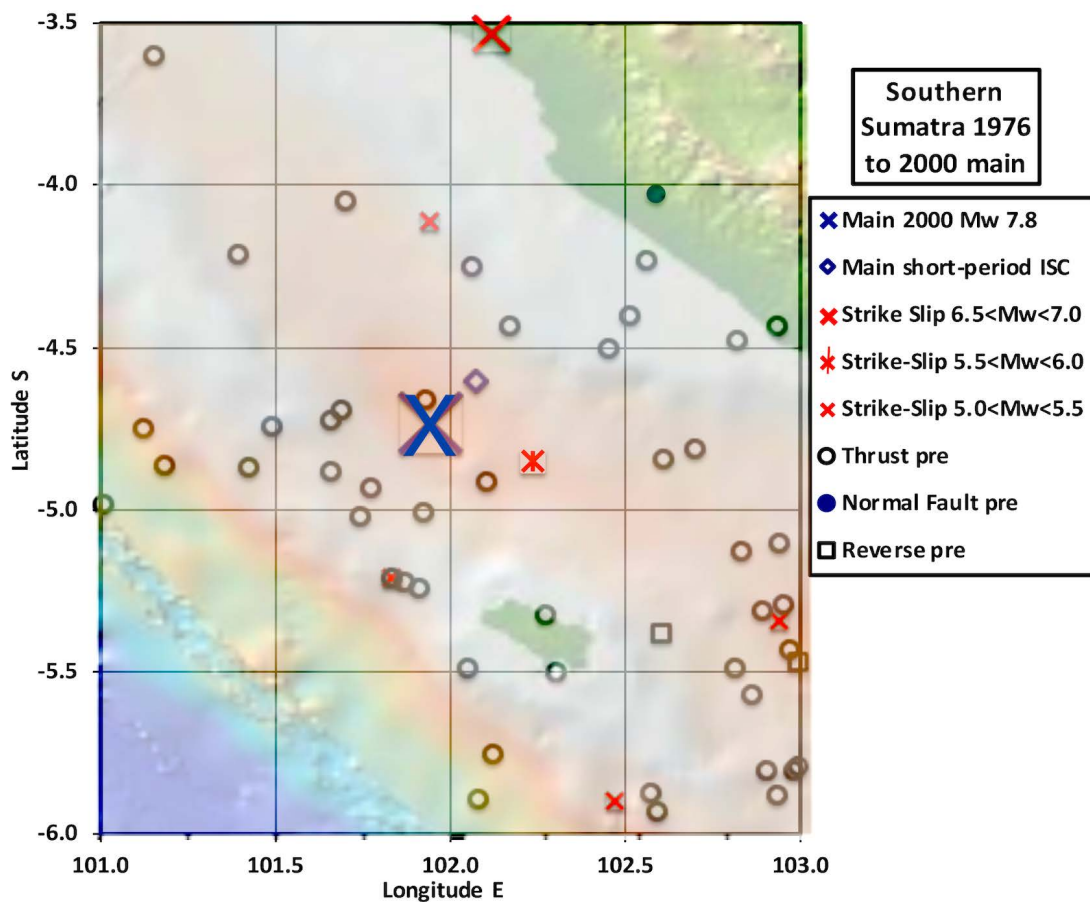 -3.5
-4.0
-4.5
-5.0
-5.5
-6.0
Latitude S
101.0 101.5 102.0 102.5 103.0
Longitude E
Southern
Sumatra 1976
to 2000 main
Main 2000 Mw 7.8
Main short-period ISC
Strike Slip 6.5<Mw<7.0
Strike-Slip 5.5<Mw<6.0
Strike-Slip 5.0<Mw<5.5
Thrust pre
Normal Fault pre
Reverse pre